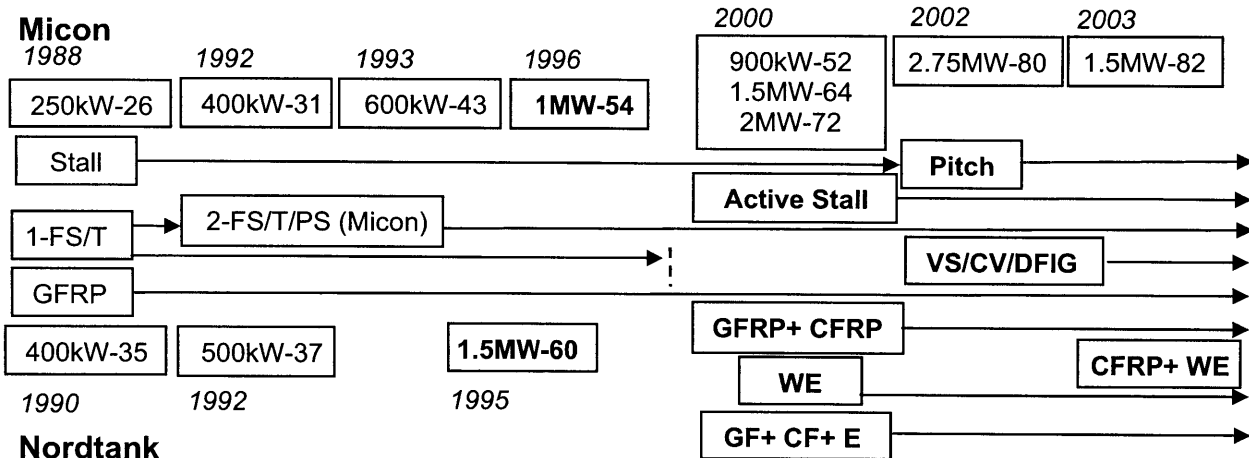 Micon
1988 1992 1993 1996 2000 2002 2003
250kW-26 400kW-31 600kW-43 1MW-54
900kW-52
1.5MW-64
2MW-72
2.75MW-80 1.5MW-82
Stall Pitch
Active Stall
1-FS/T 2-FS/T/PS (Micon)
VS/CV/DFIG
GFRP
GFRP+ CFRP
400kW-35 500kW-37 1.5MW-60
CFRP+ WE
WE
1990 1992 1995
GF+ CF+ E
Nordtank